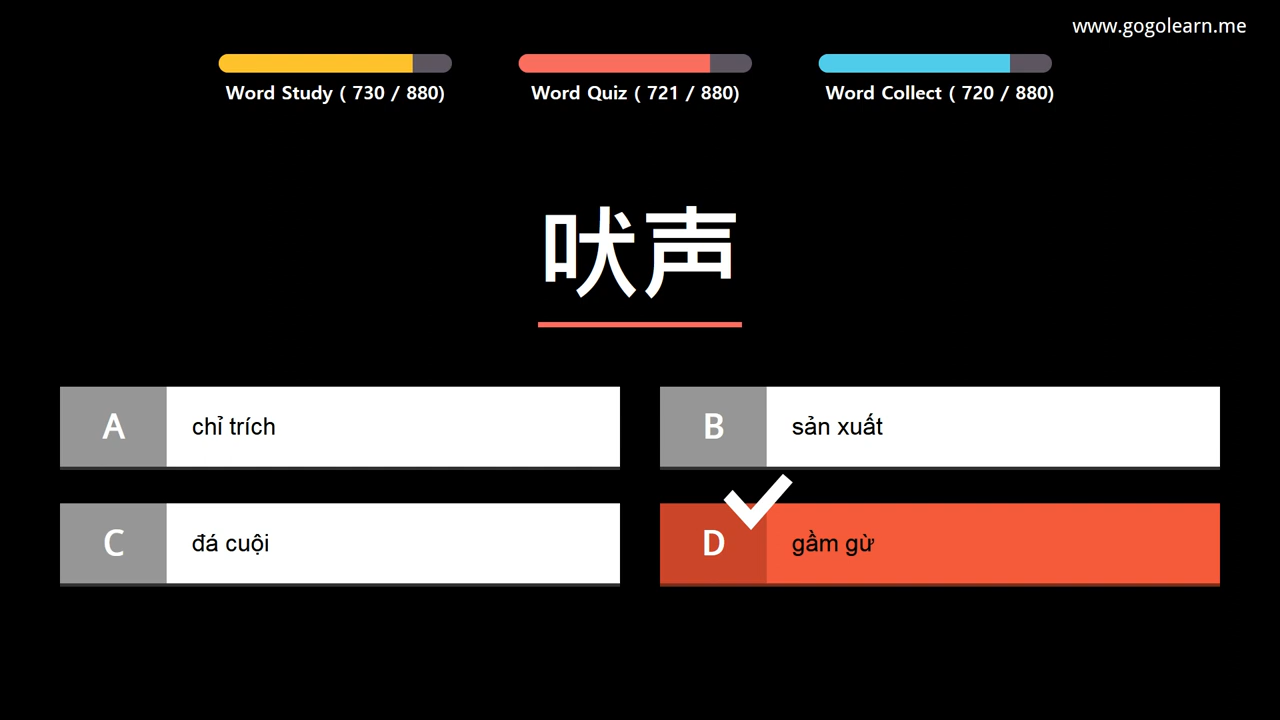 www.gogolearn.me
Word Study ( 730 / 880)
Word Quiz ( 721 / 880)
Word Collect ( 720 / 880)
吠声
A
chỉ trích
B
sản xuất
C
đá cuội
D
gầm gừ